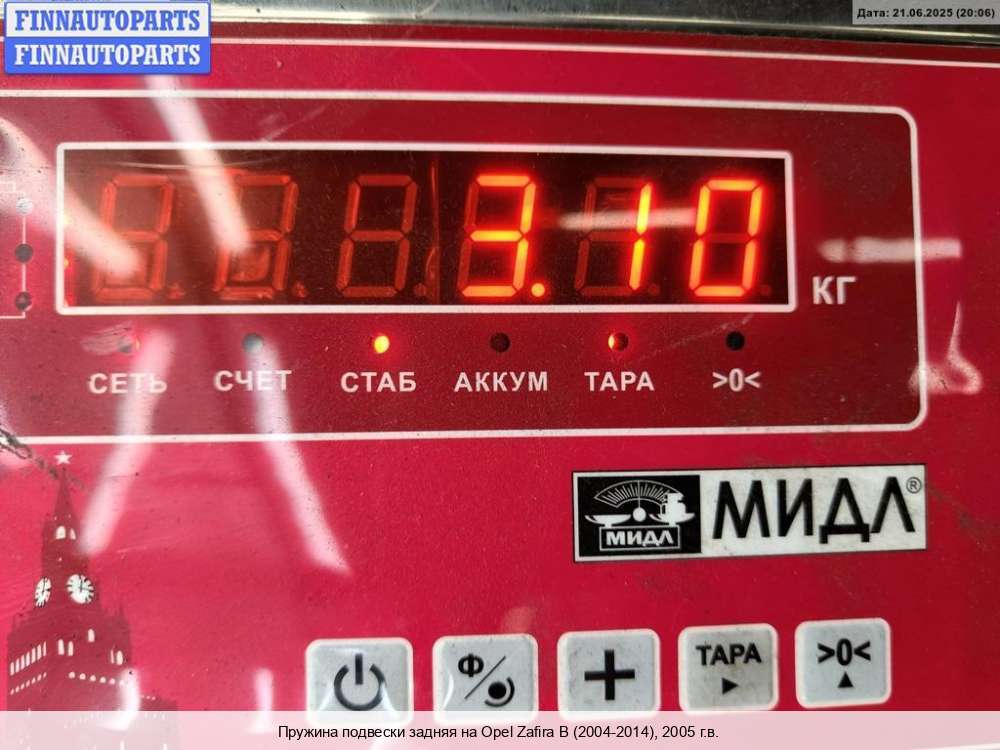 FINNAUTOPARTS
FINNAUTOPARTS
Дата: 21.06.2025 (20:06)
3.10
КГ
СЕТЬ СЧЕТ СТАБ АККУМ ТАРА >0<
МИДЛ МИДЛ®
Ф ТАРА >0<
Пружина подвески задняя на Opel Zafira B (2004-2014), 2005 г.в.